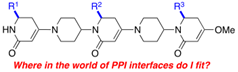 R¹ R² R³
HN N N N N OMe
O O O
Where in the world of PPI interfaces do I fit?